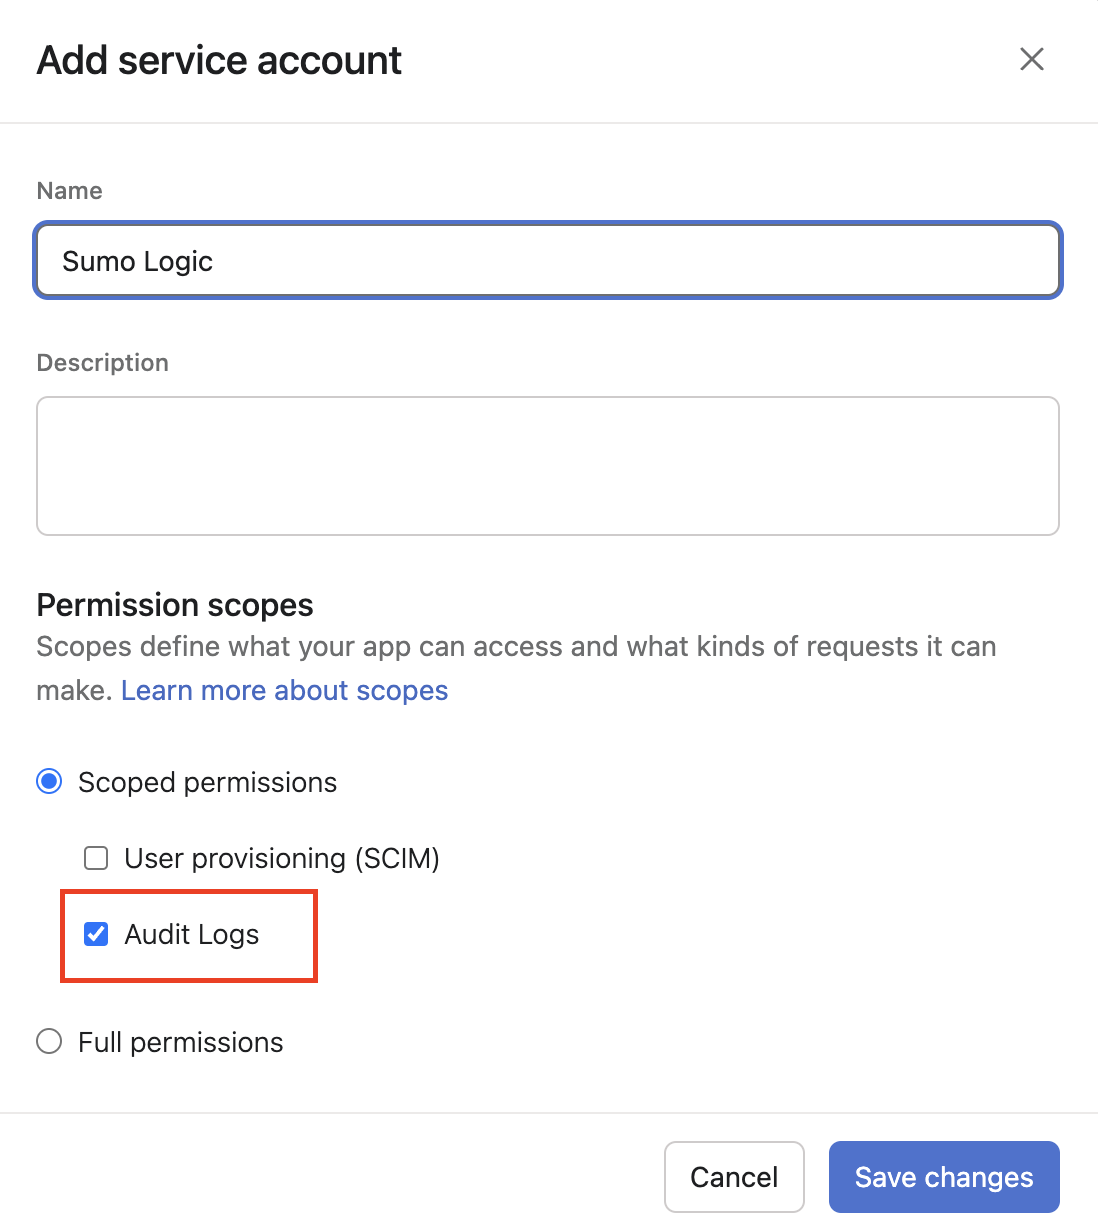 Add service account
Name
Sumo Logic
Description
Permission scopes
Scopes define what your app can access and what kinds of requests it can
make. Learn more about scopes
Scoped permissions
User provisioning (SCIM)
Audit Logs
Full permissions
Cancel
Save changes